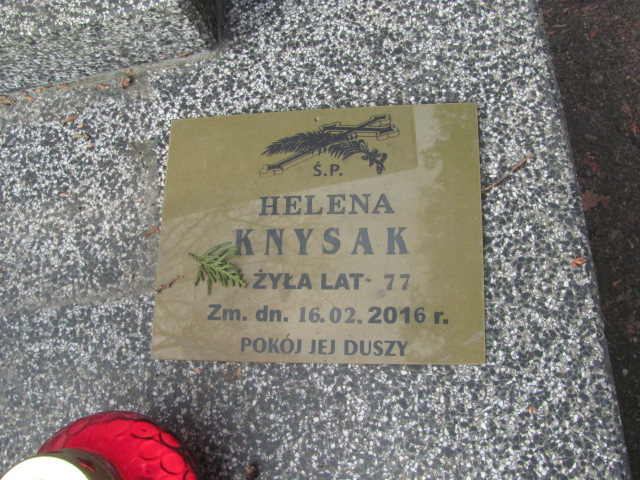 Ś.P.
HELENA
KNYSAK
ŻYŁA LAT 77
Zm. dn. 16.02.2016 r.
POKÓJ JEJ DUSZY